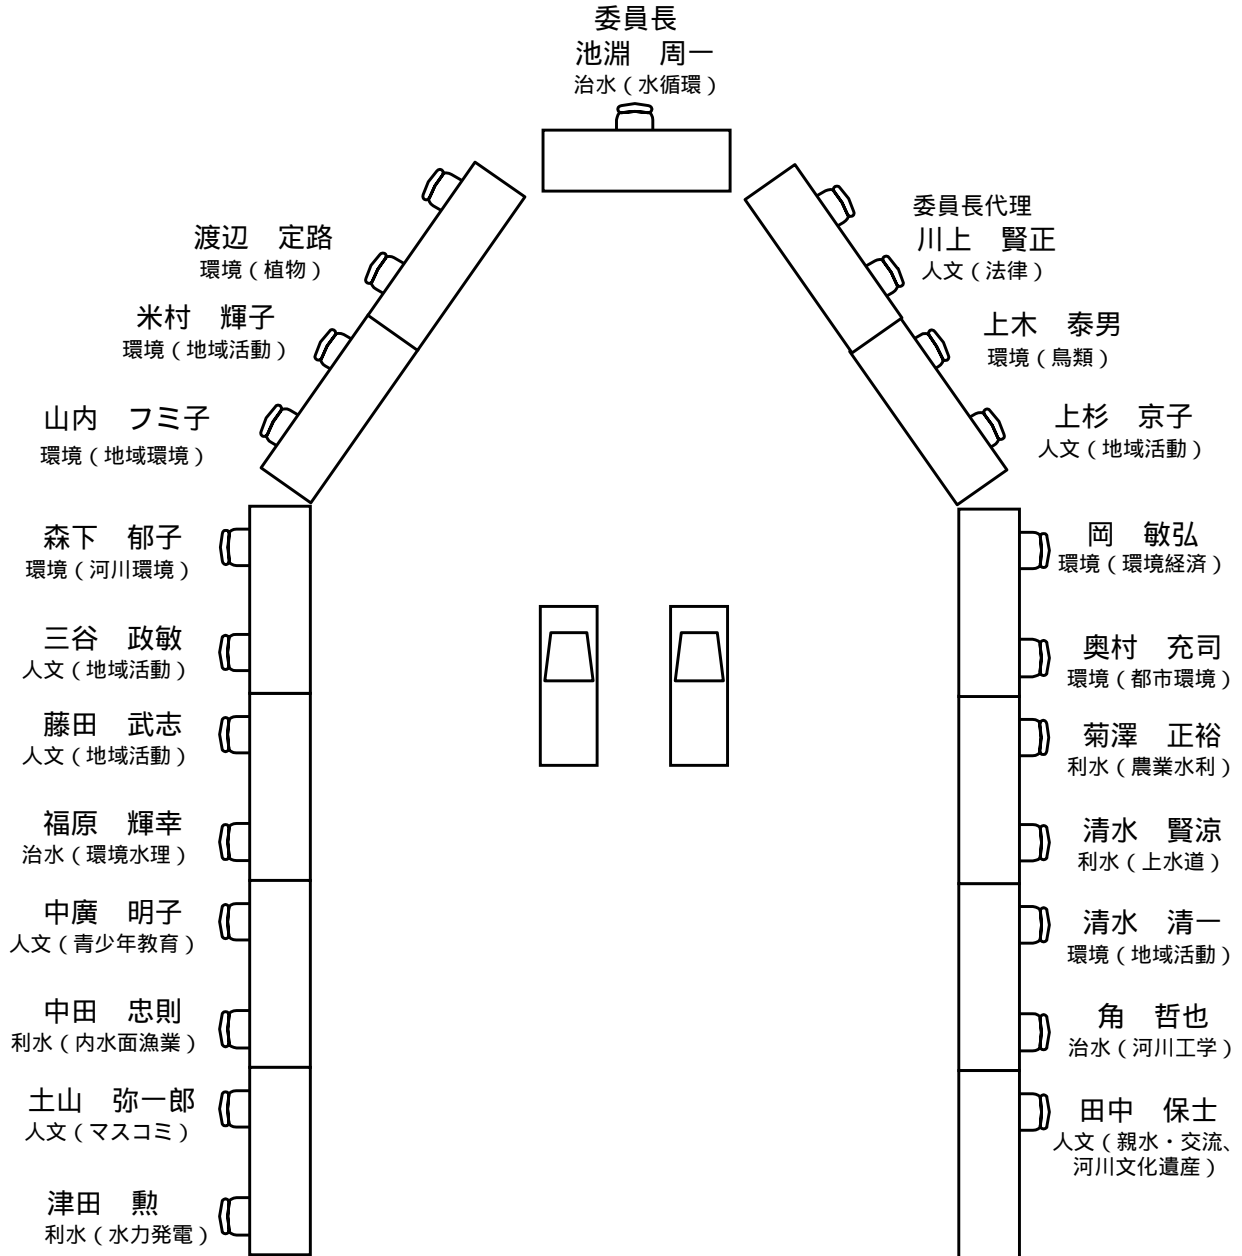 委員長
池淵　周一
治水（水循環）
渡辺　定路
環境（植物）
米村　輝子
環境（地域活動）
山内　フミ子
環境（地域環境）
森下　郁子
環境（河川環境）
三谷　政敏
人文（地域活動）
藤田　武志
人文（地域活動）
福原　輝幸
治水（環境水理）
中廣　明子
人文（青少年教育）
中田　忠則
利水（内水面漁業）
土山　弥一郎
人文（マスコミ）
津田　勲
利水（水力発電）
委員長代理
川上　賢正
人文（法律）
上木　泰男
環境（鳥類）
上杉　京子
人文（地域活動）
岡　敏弘
環境（環境経済）
奥村　充司
環境（都市環境）
菊澤　正裕
利水（農業水利）
清水　賢涼
利水（上水道）
清水　清一
環境（地域活動）
角　哲也
治水（河川工学）
田中　保士
人文（親水・交流、
河川文化遺産）